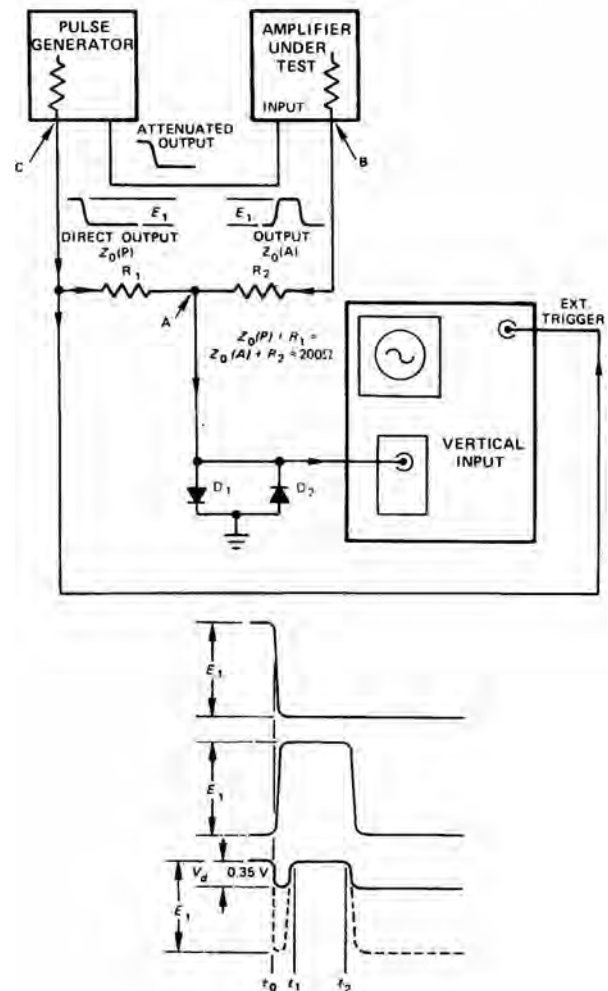 PULSE
GENERATOR
AMPLIFIER
UNDER
TEST
INPUT
ATTENUATED
OUTPUT
C
B
E1
DIRECT OUTPUT
Z0(P)
R1
E1
OUTPUT
Z0(A)
R2
A
Z0(P) + R1 =
Z0(A) + R2 = 200Ω
EXT.
TRIGGER
VERTICAL
INPUT
D1
D2
E1
E1
Vd
0.35 V
E1
t0
t1
t2